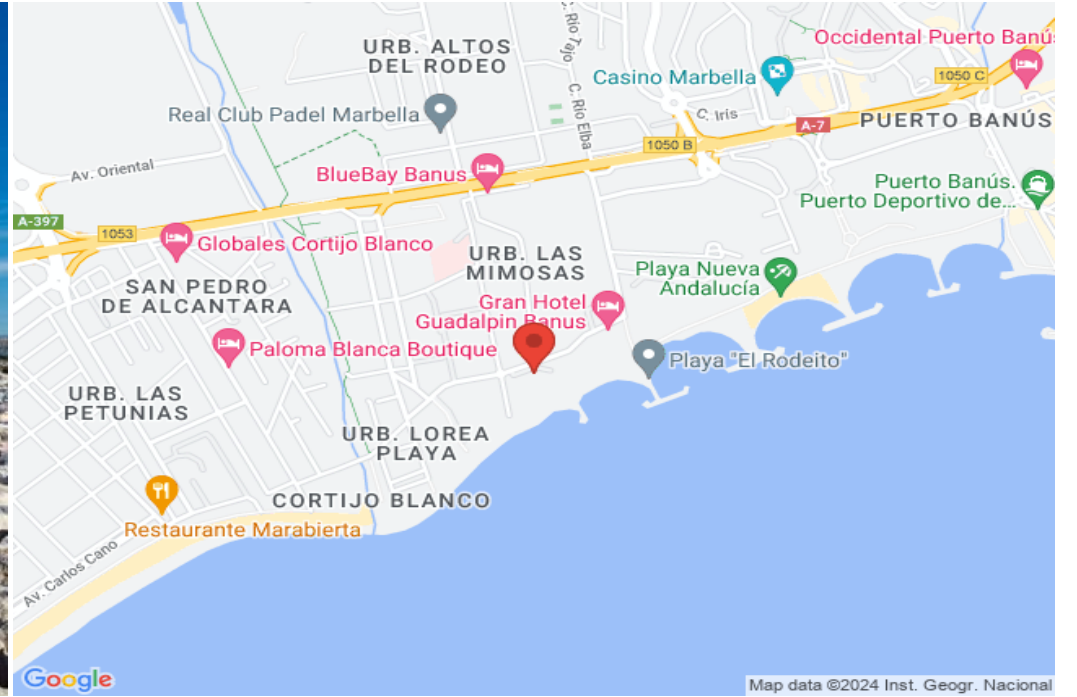 C. Río Tajo
Occidental Puerto Banús
URB. ALTOS
DEL RODEO
Casino Marbella
1050 C
C. Río Elba
Real Club Padel Marbella
C. Iris
A-7
PUERTO BANÚS
1050 B
Av. Oriental
BlueBay Banus
Puerto Banús.
Puerto Deportivo de...
A-397
1053
Globales Cortijo Blanco
URB. LAS
MIMOSAS
Playa Nueva
Andalucía
SAN PEDRO
DE ALCANTARA
Gran Hotel
Guadalpin Banus
Paloma Blanca Boutique
Playa "El Rodeito"
URB. LAS
PETUNIAS
URB. LOREA
PLAYA
CORTIJO BLANCO
Restaurante Marabierta
Av. Carlos Cano
Google
Map data ©2024 Inst. Geogr. Nacional